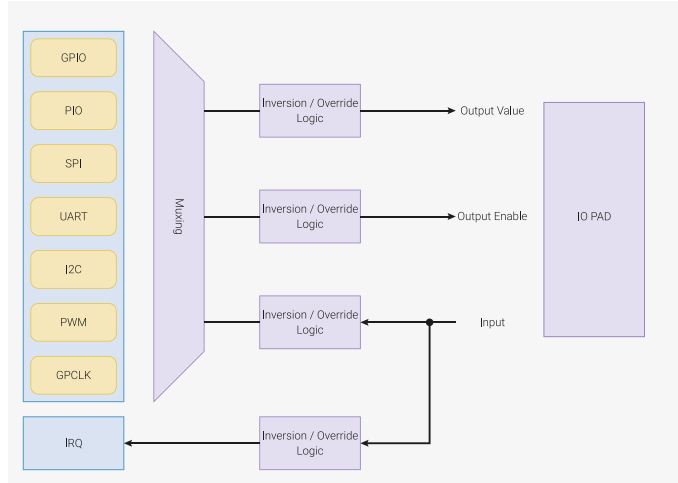 GPIO
PIO
SPI
UART
I2C
PWM
GPCLK
IRQ
Muxing
Inversion / Override
Logic
Output Value
Inversion / Override
Logic
Output Enable
Inversion / Override
Logic
Input
Inversion / Override
Logic
IO PAD